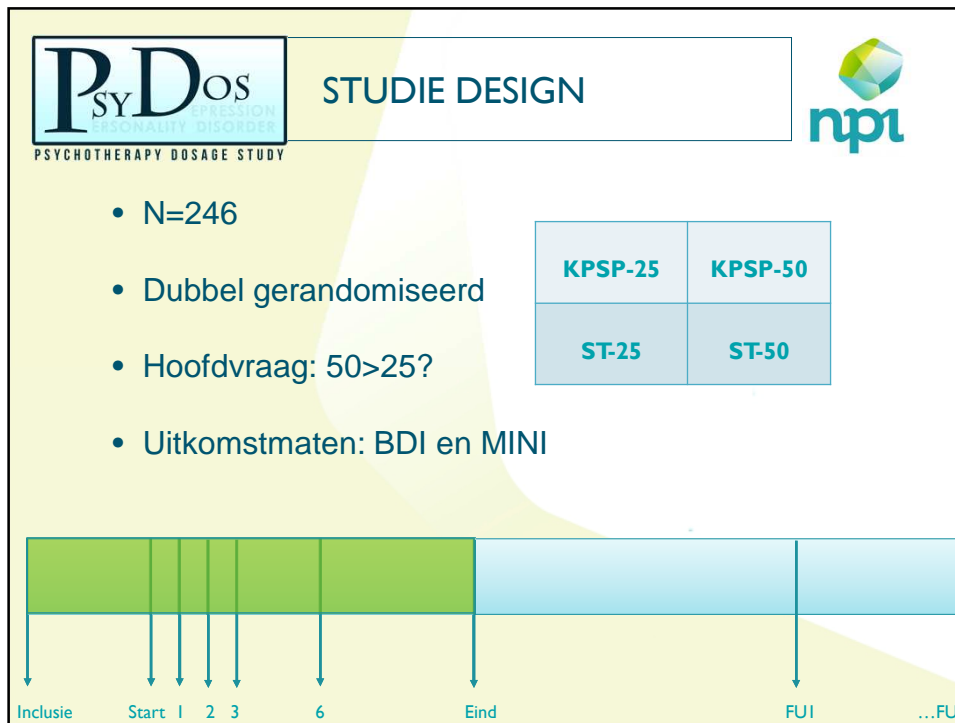 PSYDOS
EPRESSION
ERSONALITY DISORDER
PSYCHOTHERAPY DOSAGE STUDY
STUDIE DESIGN
npi
• N=246
• Dubbel gerandomiseerd
• Hoofdvraag: 50>25?
• Uitkomstmaten: BDI en MINI
KPSP-25 KPSP-50
ST-25 ST-50
Inclusie Start 1 2 3 6 Eind FU1 ...FU